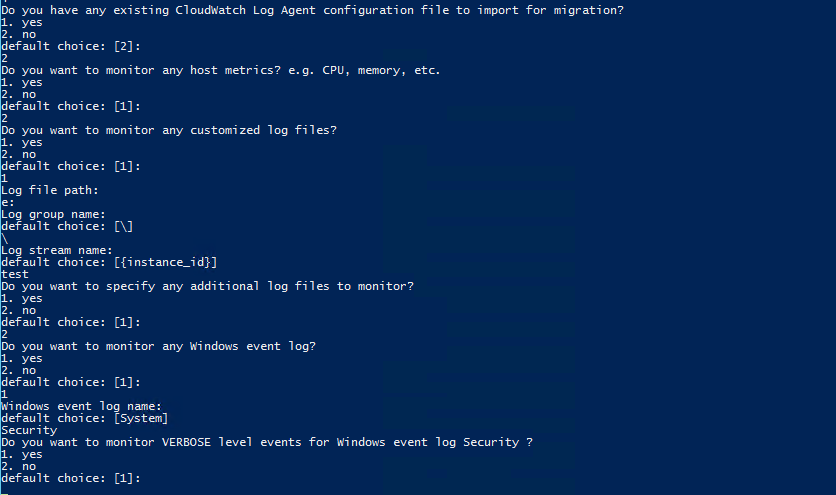 Do you have any existing CloudWatch Log Agent configuration file to import for migration?
1. yes
2. no
default choice: [2]:
2
Do you want to monitor any host metrics? e.g. CPU, memory, etc.
1. yes
2. no
default choice: [1]:
2
Do you want to monitor any customized log files?
1. yes
2. no
default choice: [1]:
1
Log file path:
e:
Log group name:
default choice: [\]
\
Log stream name:
default choice: [{instance_id}]
test
Do you want to specify any additional log files to monitor?
1. yes
2. no
default choice: [1]:
2
Do you want to monitor any Windows event log?
1. yes
2. no
default choice: [1]:
1
Windows event log name:
default choice: [System]
Security
Do you want to monitor VERBOSE level events for Windows event log Security ?
1. yes
2. no
default choice: [1]: